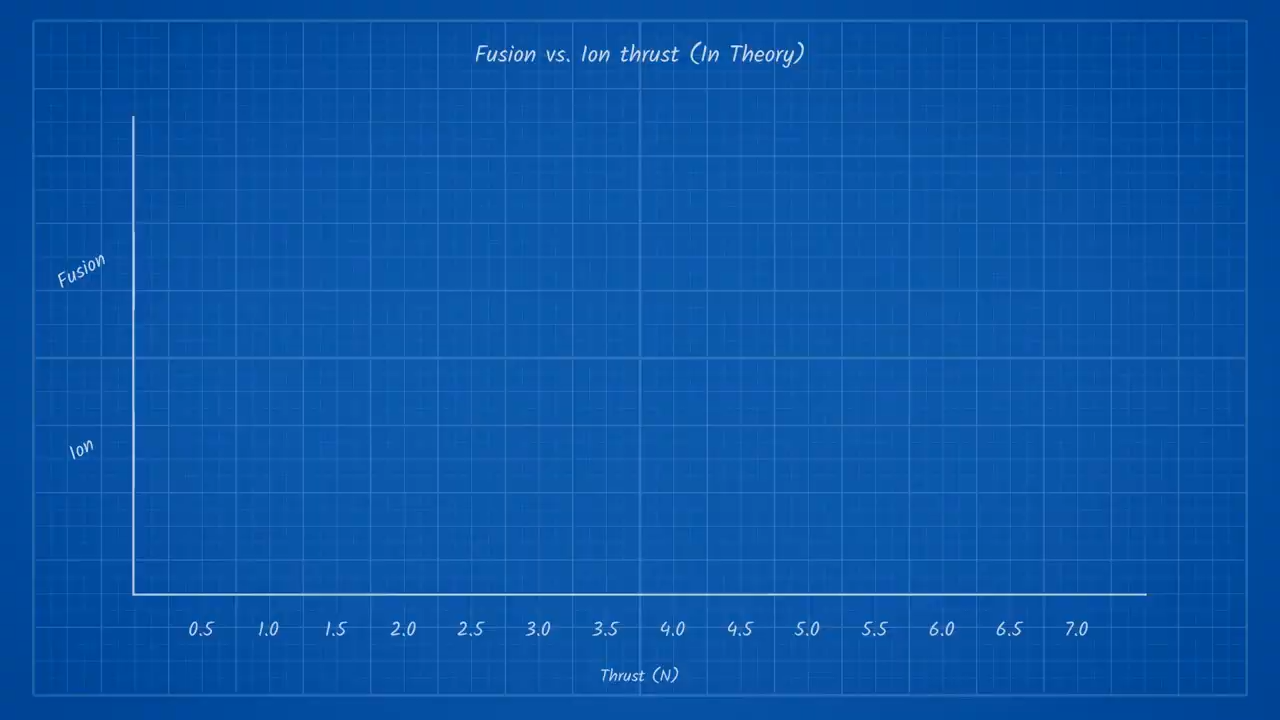 Fusion vs. Ion thrust (In Theory)
Fusion
Ion
0.5 1.0 1.5 2.0 2.5 3.0 3.5 4.0 4.5 5.0 5.5 6.0 6.5 7.0
Thrust (N)